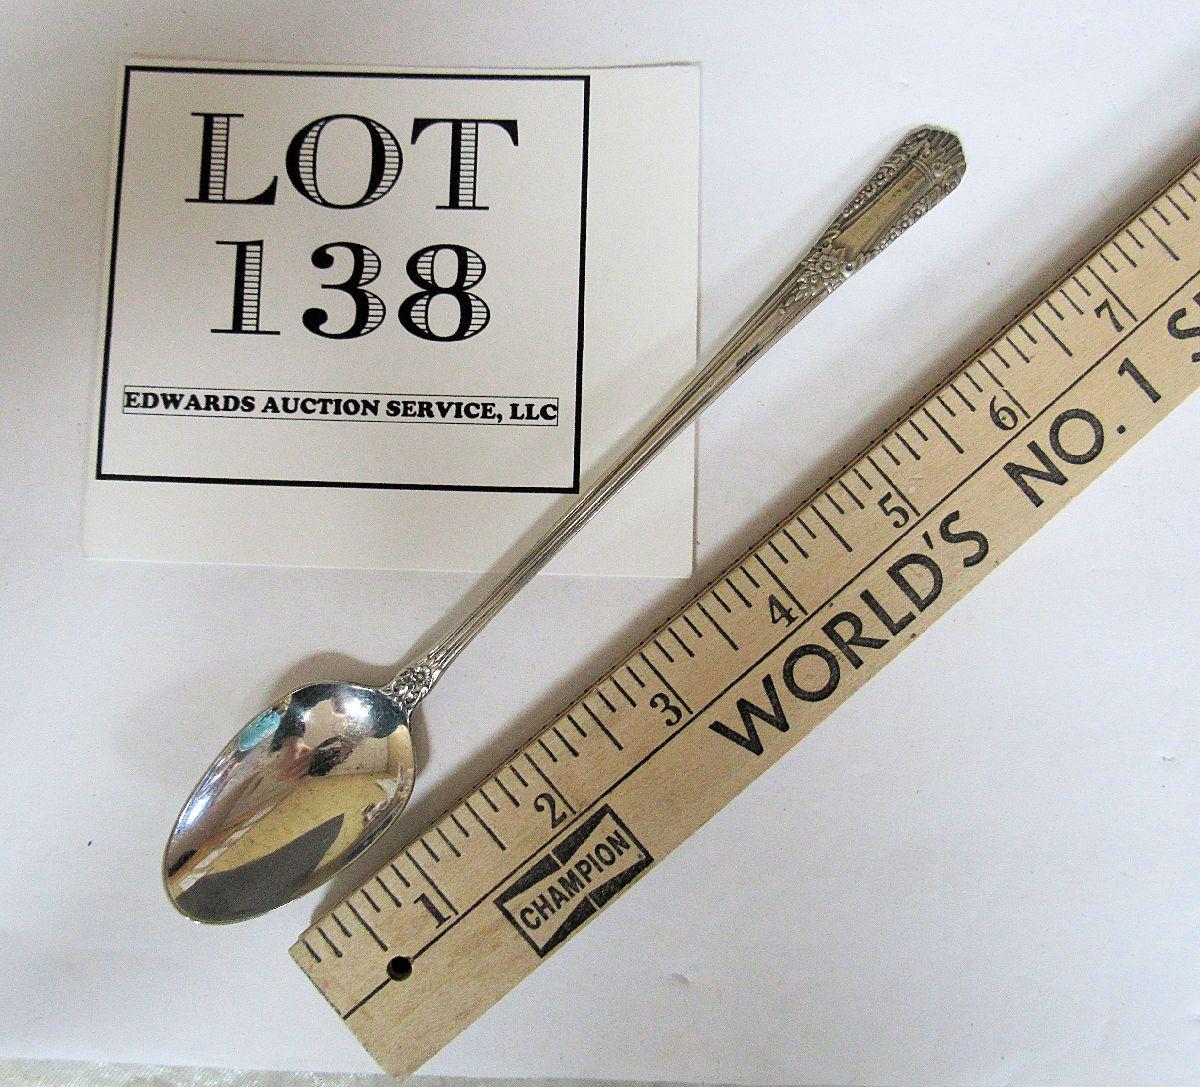 LOT
138
EDWARDS AUCTION SERVICE, LLC
1 2 3 4 5 6 7
CHAMPION WORLD'S NO. 1